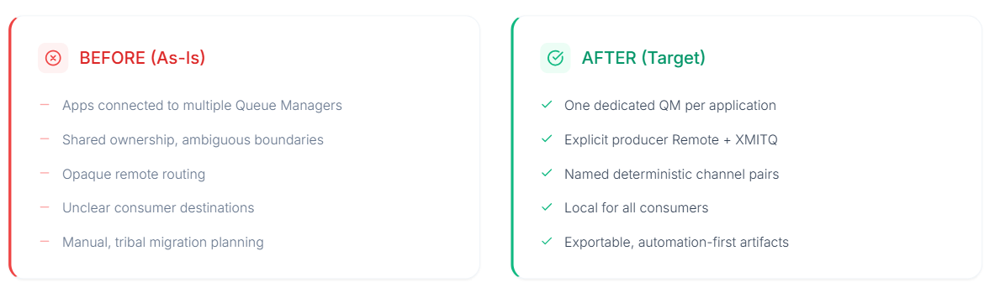 BEFORE (As-Is)
Apps connected to multiple Queue Managers
Shared ownership, ambiguous boundaries
Opaque remote routing
Unclear consumer destinations
Manual, tribal migration planning
AFTER (Target)
One dedicated QM per application
Explicit producer Remote + XMITQ
Named deterministic channel pairs
Local for all consumers
Exportable, automation-first artifacts